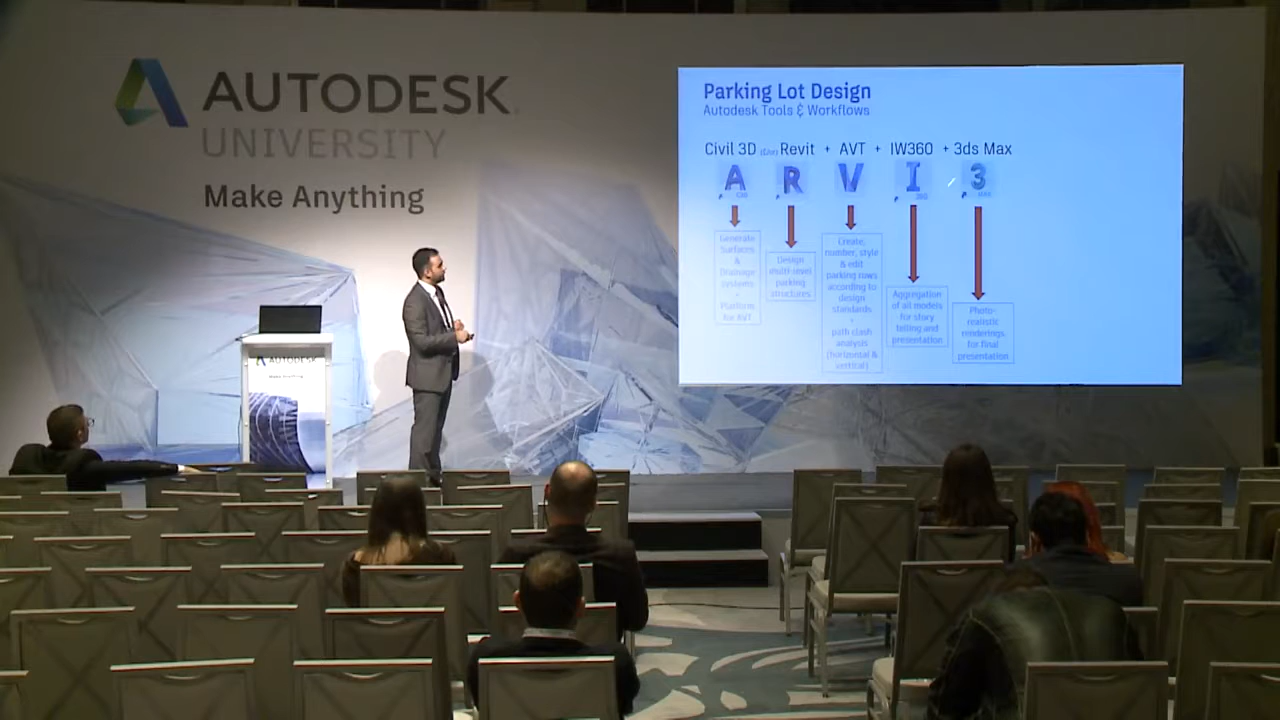 AUTODESK
UNIVERSITY
Make Anything
AUTODESK
Make Anything
Parking Lot Design
Autodesk Tools & Workflows
Civil 3D Revit + AVT + IW360 + 3ds Max
A R V I 3
Generate
Surfaces
&
Drainage
systems
+
Platform
for AVT
Design
multi-level
parking
structures
Create,
number, style
& edit
parking rows
according to
design
standards
+
path clash
analysis
(horizontal &
vertical)
Aggregation
of all models
for story
telling and
presentation
Photo-
realistic
renderings
for final
presentation